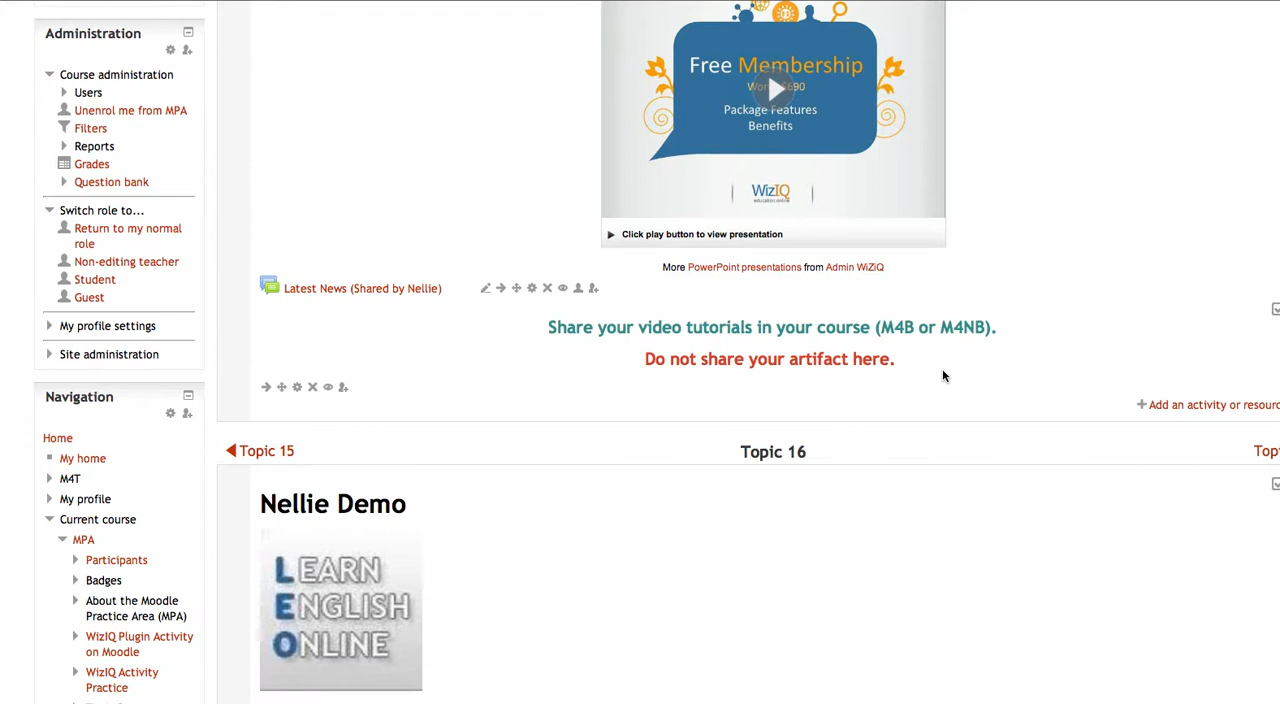 Administration
Course administration
Users
Unenrol me from MPA
Filters
Reports
Grades
Question bank
Switch role to...
Return to my normal
role
Non-editing teacher
Student
Guest
My profile settings
Site administration
Navigation
Home
My home
M4T
My profile
Current course
MPA
Participants
Badges
About the Moodle
Practice Area (MPA)
WizIQ Plugin Activity
on Moodle
WizIQ Activity
Practice
Free Membership
Package Features
Benefits
WizIQ
education.online
Click play button to view presentation
More PowerPoint presentations from Admin WiZiQ
Latest News (Shared by Nellie)
Share your video tutorials in your course (M4B or M4NB).
Do not share your artifact here.
Add an activity or resourc
Topic 15
Topic 16
Top
Nellie Demo
LEARN
ENGLISH
ONLINE